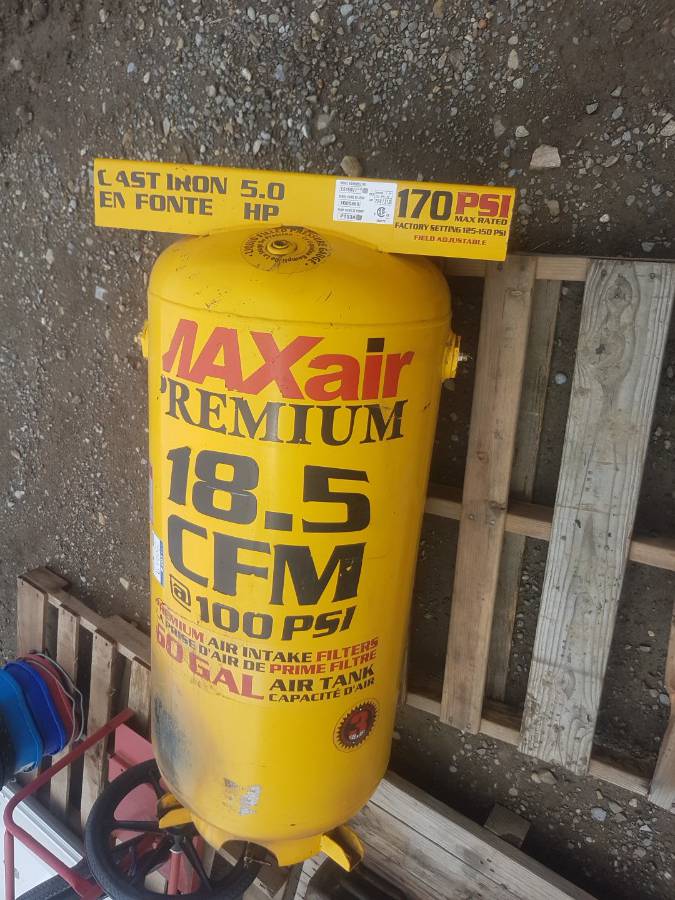 CAST IRON 5.0
EN FONTE HP
170 PSI
MAX RATED
FACTORY SETTING 125-150 PSI
FIELD ADJUSTABLE
MAXair
PREMIUM
18.5
CFM
@ 100 PSI
PREMIUM AIR INTAKE FILTERS
PRISE D'AIR DE PRIME FILTRE
60 GAL AIR TANK
CAPACITÉ D'AIR
3